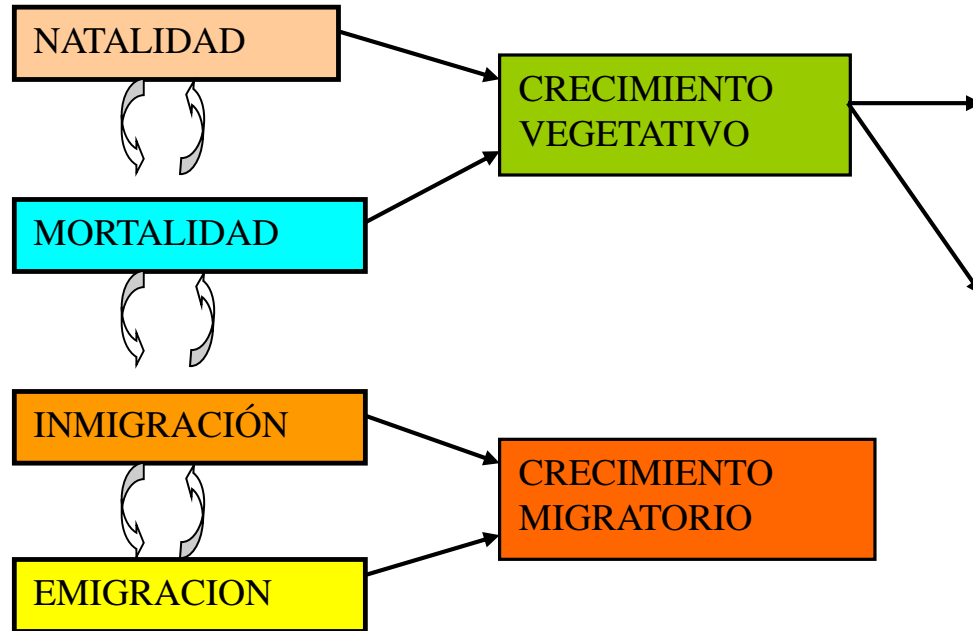 NATALIDAD
CRECIMIENTO
VEGETATIVO
MORTALIDAD
INMIGRACIÓN
CRECIMIENTO
MIGRATORIO
EMIGRACION